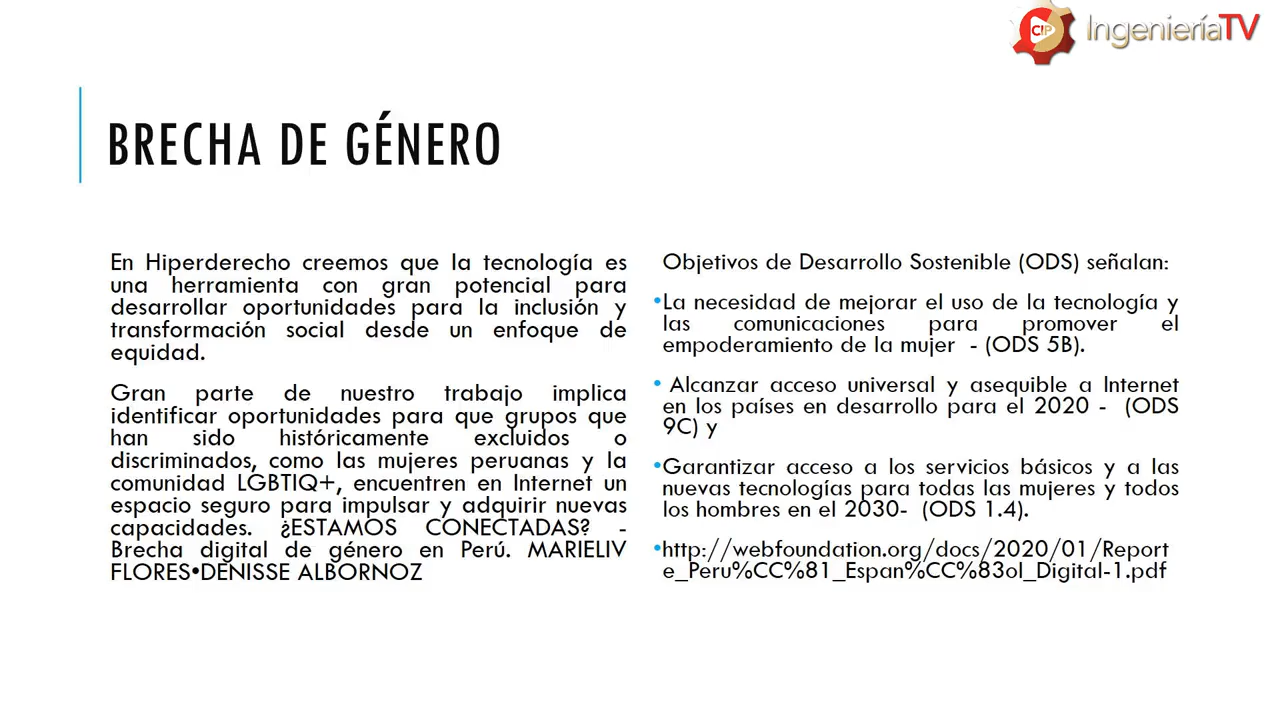 CIP IngenieríaTV
BRECHA DE GÉNERO
En Hiperderecho creemos que la tecnología es
una herramienta con gran potencial para
desarrollar oportunidades para la inclusión y
transformación social desde un enfoque de
equidad.
Gran parte de nuestro trabajo implica
identificar oportunidades para que grupos que
han sido históricamente excluidos o
discriminados, como las mujeres peruanas y la
comunidad LGBTIQ+, encuentren en Internet un
espacio seguro para impulsar y adquirir nuevas
capacidades. ¿ESTAMOS CONECTADAS? -
Brecha digital de género en Perú. MARIELIV
FLORES•DENISSE ALBORNOZ
Objetivos de Desarrollo Sostenible (ODS) señalan:
•La necesidad de mejorar el uso de la tecnología y
las comunicaciones para promover el
empoderamiento de la mujer - (ODS 5B).
• Alcanzar acceso universal y asequible a Internet
en los países en desarrollo para el 2020 - (ODS
9C) y
•Garantizar acceso a los servicios básicos y a las
nuevas tecnologías para todas las mujeres y todos
los hombres en el 2030- (ODS 1.4).
•http://webfoundation.org/docs/2020/01/Report
e_Peru%CC%81_Espan%CC%83ol_Digital-1.pdf